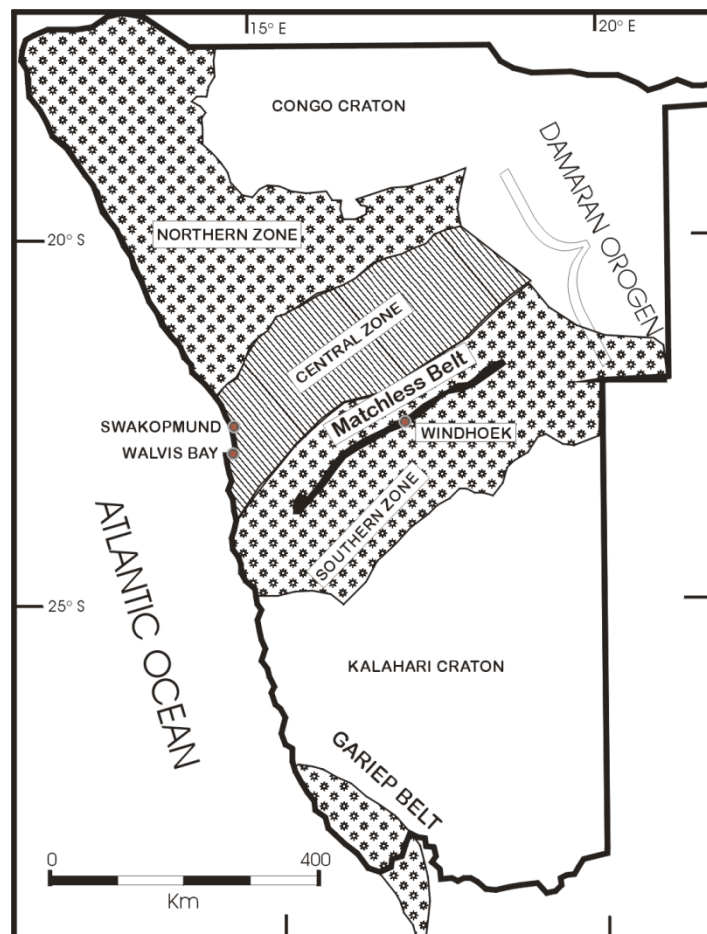 15° E
20° E
CONGO CRATON
DAMARAN OROGEN
NORTHERN ZONE
20° S
CENTRAL ZONE
Matchless Belt
SWAKOPMUND
WINDHOEK
WALVIS BAY
SOUTHERN ZONE
ATLANTIC OCEAN
25° S
KALAHARI CRATON
GARIEP BELT
0
400
Km